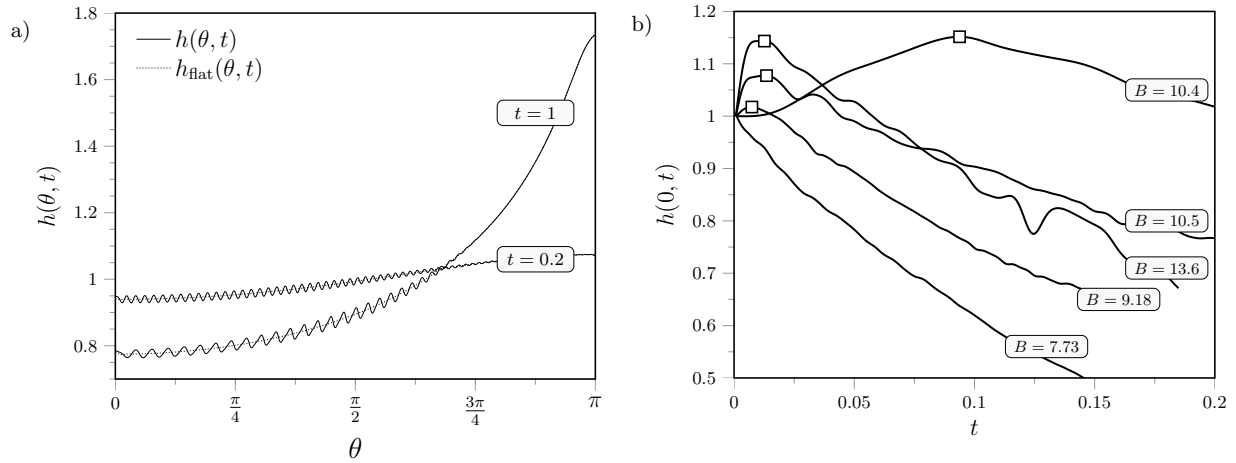 a)
h(θ, t)
h_flat(θ, t)
t = 1
t = 0.2
h(θ, t)
1.8
1.6
1.4
1.2
1
0.8
0
π/4
π/2
3π/4
π
θ
b)
B = 10.4
B = 10.5
B = 13.6
B = 9.18
B = 7.73
h(0, t)
1.2
1.1
1
0.9
0.8
0.7
0.6
0.5
0
0.05
0.1
0.15
0.2
t